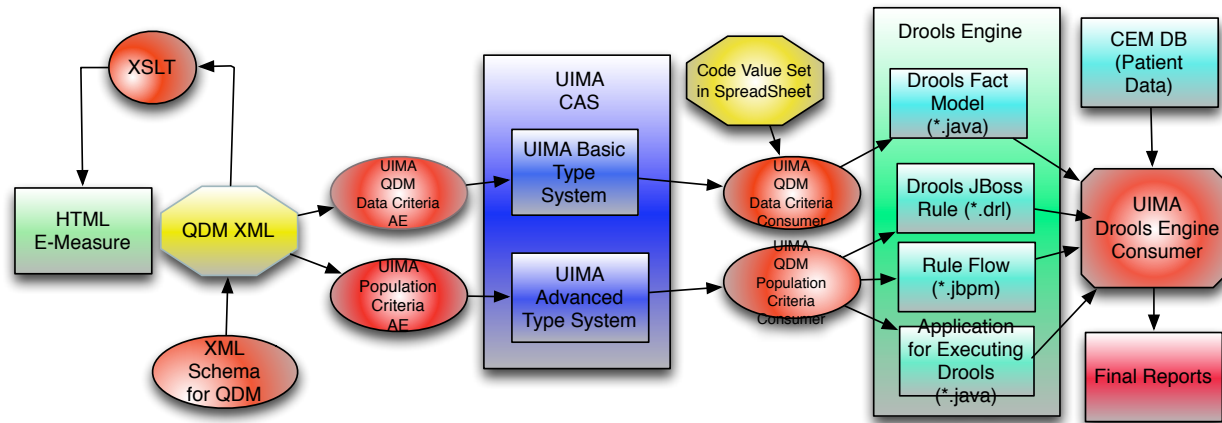 XSLT
HTML
E-Measure
QDM XML
XML
Schema
for QDM
UIMA
QDM
Data Criteria
AE
UIMA
Population
Criteria
AE
UIMA
CAS
UIMA Basic
Type
System
UIMA
Advanced
Type System
Code Value Set
in SpreadSheet
UIMA
QDM
Data Criteria
Consumer
UIMA
QDM
Population
Criteria
Consumer
Drools Engine
Drools Fact
Model
(*.java)
Drools JBoss
Rule (*.drl)
Rule Flow
(*.jbpm)
Application
for Executing
Drools
(*.java)
CEM DB
(Patient
Data)
UIMA
Drools Engine
Consumer
Final Reports